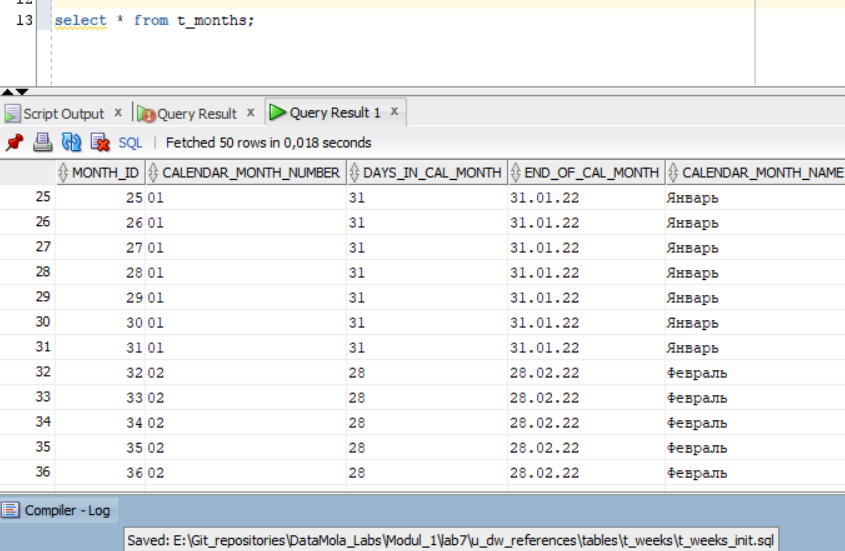 13 select * from t_months;
Script Output x Query Result x Query Result 1 x
SQL | Fetched 50 rows in 0,018 seconds
MONTH_ID CALENDAR_MONTH_NUMBER DAYS_IN_CAL_MONTH END_OF_CAL_MONTH CALENDAR_MONTH_NAME
25 25 01 31 31.01.22 Январь
26 26 01 31 31.01.22 Январь
27 27 01 31 31.01.22 Январь
28 28 01 31 31.01.22 Январь
29 29 01 31 31.01.22 Январь
30 30 01 31 31.01.22 Январь
31 31 01 31 31.01.22 Январь
32 32 02 28 28.02.22 Февраль
33 33 02 28 28.02.22 Февраль
34 34 02 28 28.02.22 Февраль
35 35 02 28 28.02.22 Февраль
36 36 02 28 28.02.22 Февраль
Compiler - Log
Saved: E:\Git_repositories\DataMola_Labs\Modul_1\lab7\u_dw_references\tables\t_weeks\t_weeks_init.sql